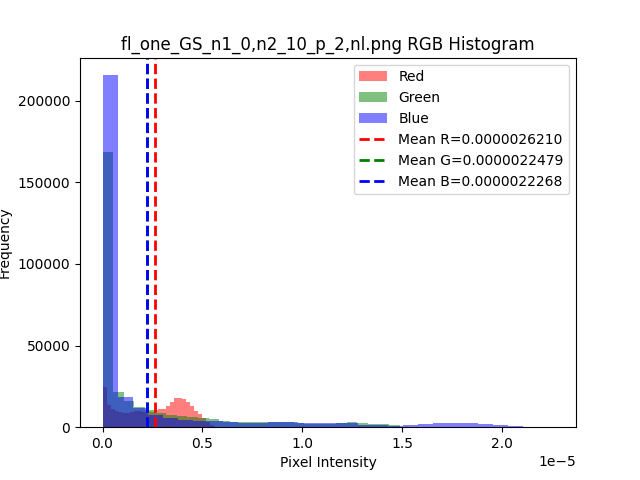 fl_one_GS_n1_0,n2_10_p_2,nl.png RGB Histogram
Red
Green
Blue
Mean R=0.0000026210
Mean G=0.0000022479
Mean B=0.0000022268
Frequency
200000
150000
100000
50000
0
0.0
0.5
1.0
1.5
2.0
1e−5
Pixel Intensity